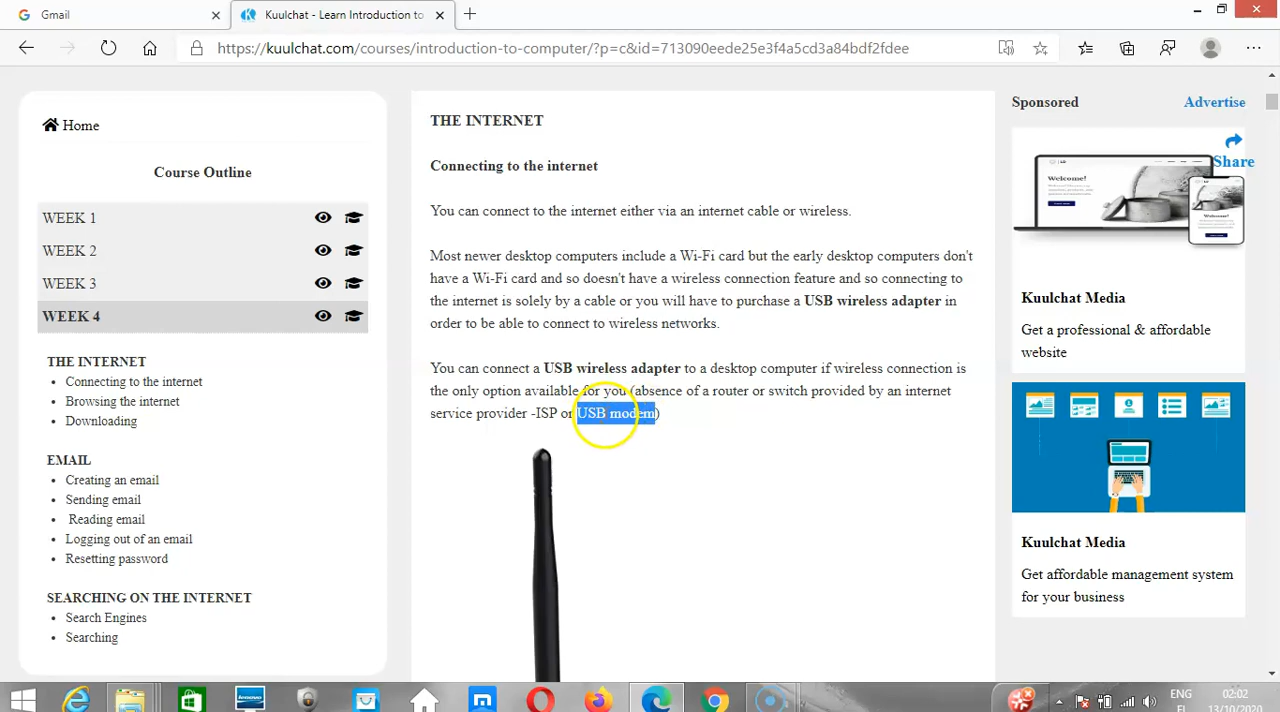 Gmail
Kuulchat - Learn Introduction to
https://kuulchat.com/courses/introduction-to-computer/?p=c&id=713090eede25e3f4a5cd3a84bdf2fdee
Home
Course Outline
WEEK 1
WEEK 2
WEEK 3
WEEK 4
THE INTERNET
Connecting to the internet
Browsing the internet
Downloading
EMAIL
Creating an email
Sending email
Reading email
Logging out of an email
Resetting password
SEARCHING ON THE INTERNET
Search Engines
Searching
THE INTERNET
Connecting to the internet
You can connect to the internet either via an internet cable or wireless.
Most newer desktop computers include a Wi-Fi card but the early desktop computers don't
have a Wi-Fi card and so doesn't have a wireless connection feature and so connecting to
the internet is solely by a cable or you will have to purchase a USB wireless adapter in
order to be able to connect to wireless networks.
You can connect a USB wireless adapter to a desktop computer if wireless connection is
the only option available for you (absence of a router or switch provided by an internet
service provider -ISP or USB modem)
Sponsored
Advertise
Share
Welcome!
Welcome!
Kuulchat Media
Get a professional & affordable
website
Kuulchat Media
Get affordable management system
for your business
lenovo
ENG
FI
02:02
13/10/2020